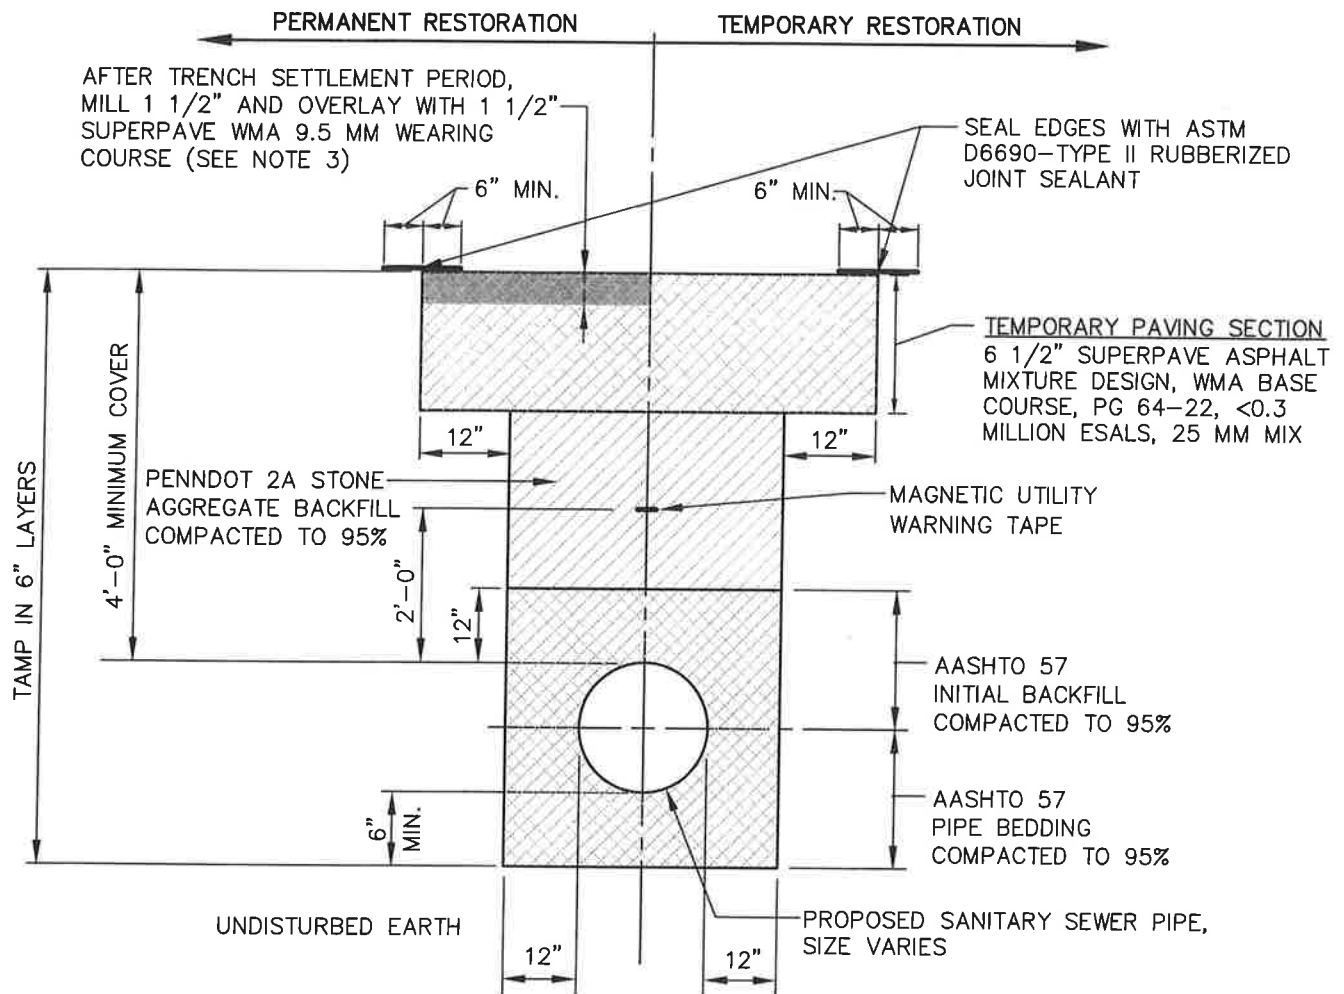 PERMANENT RESTORATION
TEMPORARY RESTORATION
AFTER TRENCH SETTLEMENT PERIOD,
MILL 1 1/2" AND OVERLAY WITH 1 1/2"
SUPERPAVE WMA 9.5 MM WEARING
COURSE (SEE NOTE 3)
SEAL EDGES WITH ASTM
D6690-TYPE II RUBBERIZED
JOINT SEALANT
6" MIN.
6" MIN.
TEMPORARY PAVING SECTION
6 1/2" SUPERPAVE ASPHALT
MIXTURE DESIGN, WMA BASE
COURSE, PG 64-22, <0.3
MILLION ESALS, 25 MM MIX
TAMP IN 6" LAYERS
4'-0" MINIMUM COVER
12"
12"
PENNDOT 2A STONE
AGGREGATE BACKFILL
COMPACTED TO 95%
MAGNETIC UTILITY
WARNING TAPE
2'-0"
12"
AASHTO 57
INITIAL BACKFILL
COMPACTED TO 95%
6"
MIN.
AASHTO 57
PIPE BEDDING
COMPACTED TO 95%
UNDISTURBED EARTH
PROPOSED SANITARY SEWER PIPE,
SIZE VARIES
12"
12"